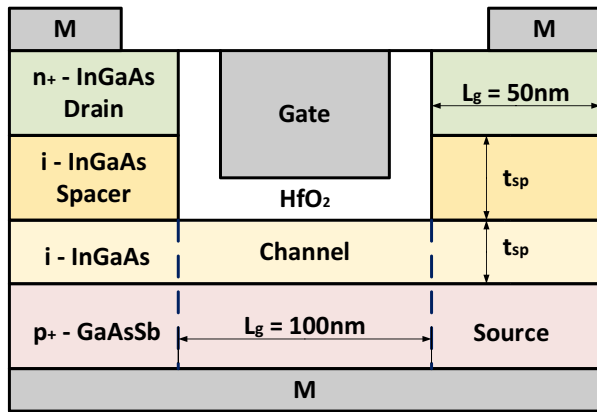 M
M
n+ - InGaAs
Drain
Gate
Lg = 50nm
i - InGaAs
Spacer
tsp
HfO2
i - InGaAs
Channel
tsp
p+ - GaAsSb
Lg = 100nm
Source
M